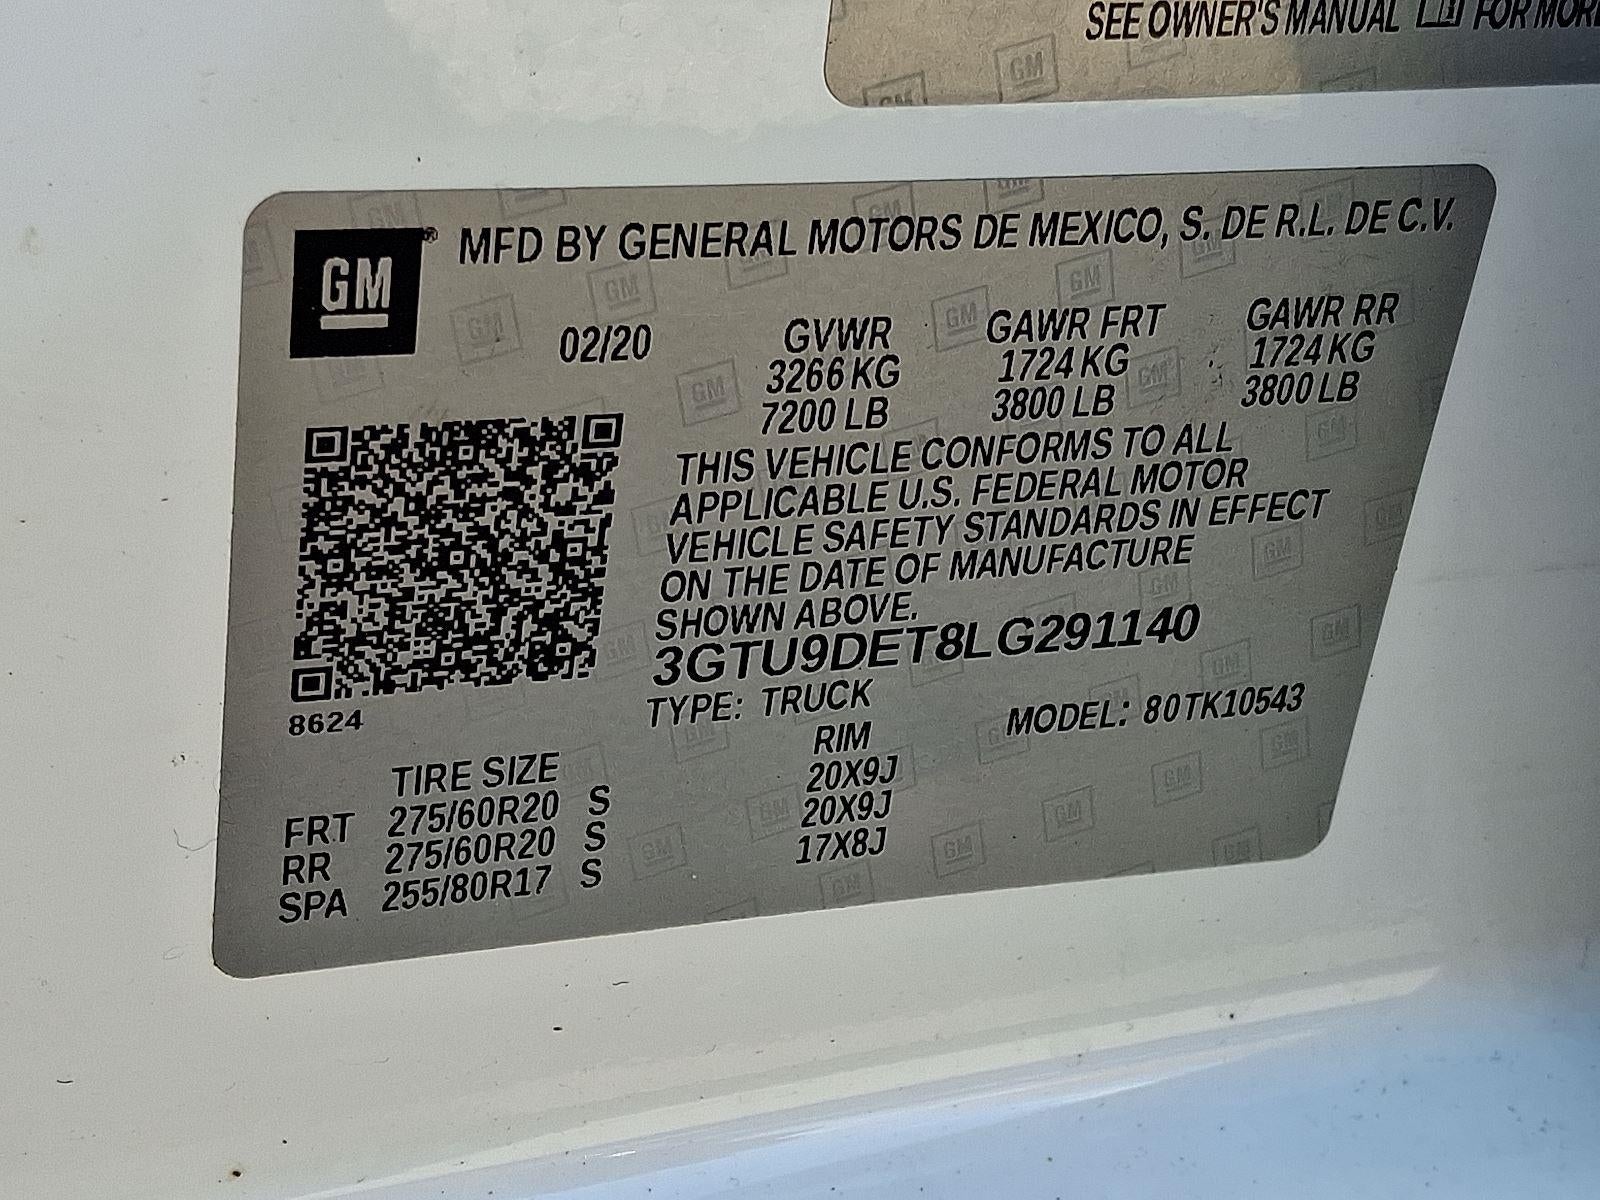 SEE OWNER'S MANUAL FOR MORE
GM® MFD BY GENERAL MOTORS DE MEXICO, S. DE R.L. DE C.V.
02/20 GVWR GAWR FRT GAWR RR
3266 KG 1724 KG 1724 KG
7200 LB 3800 LB 3800 LB
THIS VEHICLE CONFORMS TO ALL
APPLICABLE U.S. FEDERAL MOTOR
VEHICLE SAFETY STANDARDS IN EFFECT
ON THE DATE OF MANUFACTURE
SHOWN ABOVE.
3GTU9DET8LG291140
8624
TYPE: TRUCK MODEL: 80TK10543
TIRE SIZE RIM
FRT 275/60R20 S 20X9J
RR 275/60R20 S 20X9J
SPA 255/80R17 S 17X8J